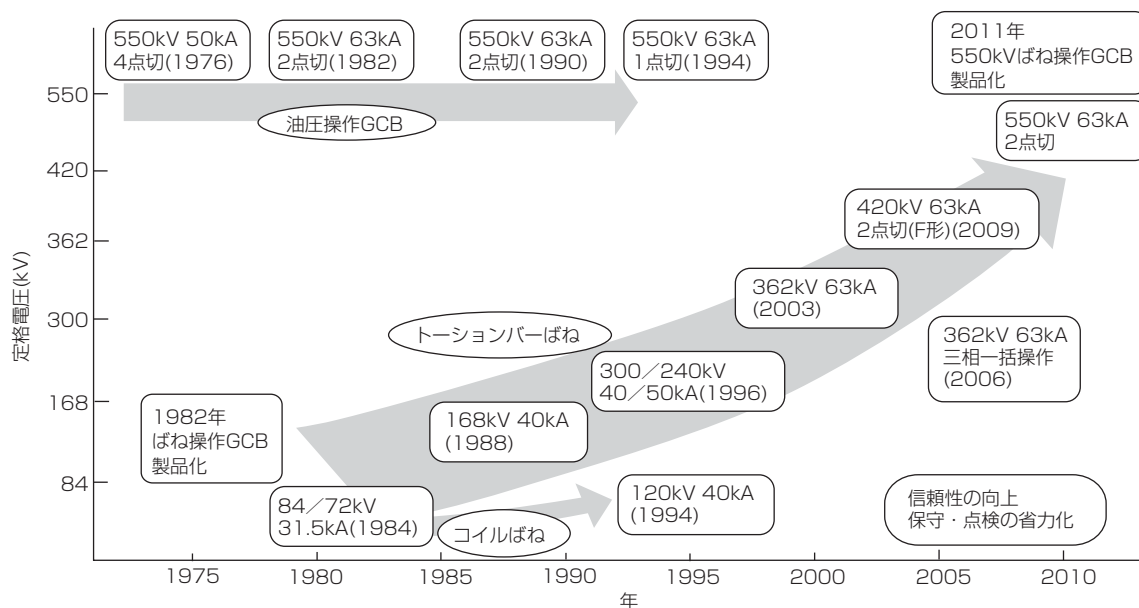 550kV 50kA
4点切(1976)
550kV 63kA
2点切(1982)
550kV 63kA
2点切(1990)
550kV 63kA
1点切(1994)
2011年
550kVばね操作GCB
製品化
油圧操作GCB
550kV 63kA
2点切
420kV 63kA
2点切(F形)(2009)
362kV 63kA
(2003)
トーションバーばね
362kV 63kA
三相一括操作
(2006)
300／240kV
40／50kA(1996)
1982年
ばね操作GCB
製品化
168kV 40kA
(1988)
84／72kV
31.5kA(1984)
コイルばね
120kV 40kA
(1994)
信頼性の向上
保守・点検の省力化
定格電圧(kV)
550
420
362
300
168
84
1975
1980
1985
1990
1995
2000
2005
2010
年